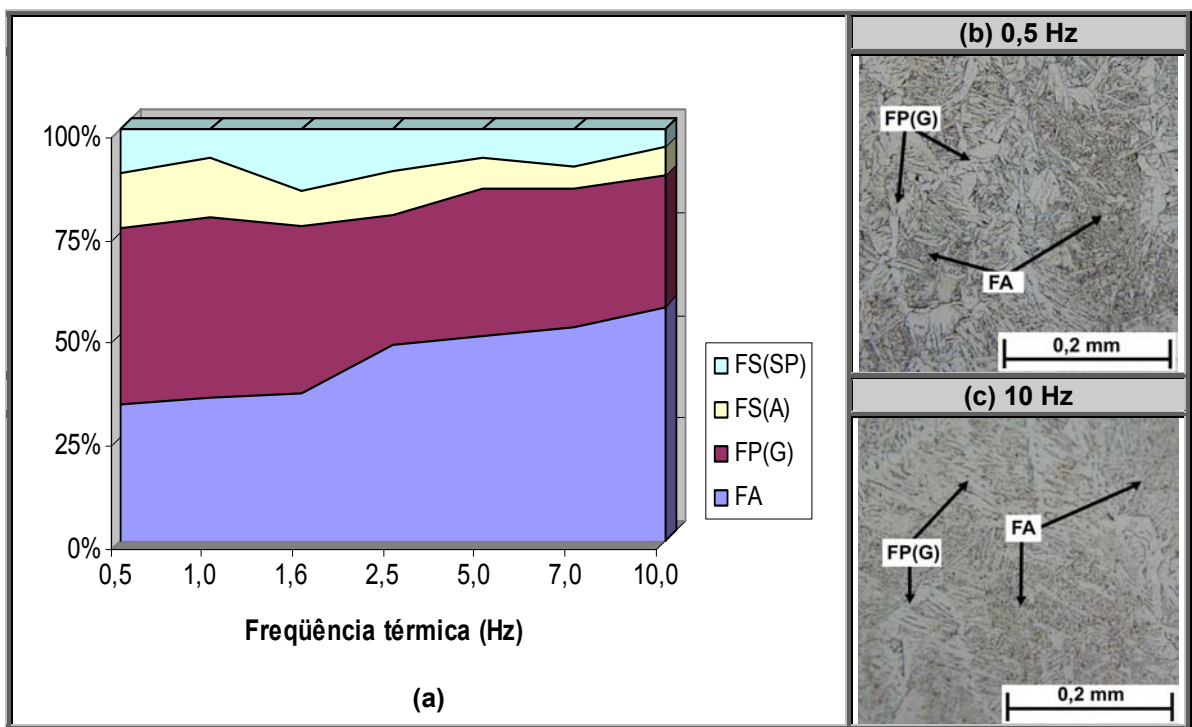 100%
75%
50%
25%
0%
0,5 1,0 1,6 2,5 5,0 7,0 10,0
Freqüência térmica (Hz)
(a)
FS(SP)
FS(A)
FP(G)
FA
(b) 0,5 Hz
FP(G)
FA
0,2 mm
(c) 10 Hz
FA
FP(G)
0,2 mm